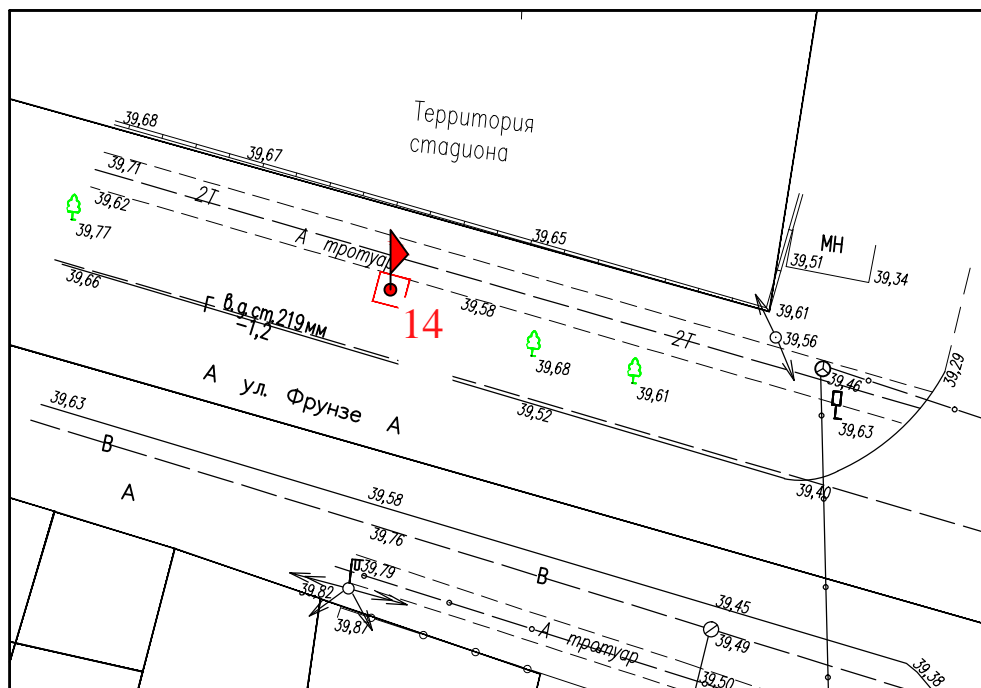 39,68
Территория
стадиона
39,67
39,71
2Т
39,62
39,77
А тротуар
39,65
МН
39,51
39,34
39,66
Г в.д.ст.219мм
-1,2
14
39,58
39,61
39,56
2Т
39,68
39,61
39,46
39,29
39,63
А ул. Фрунзе А
39,63
39,52
39,40
В
А
39,58
39,76
39,79
В
39,82
39,87
39,45
39,49
А тротуар
39,50
39,38